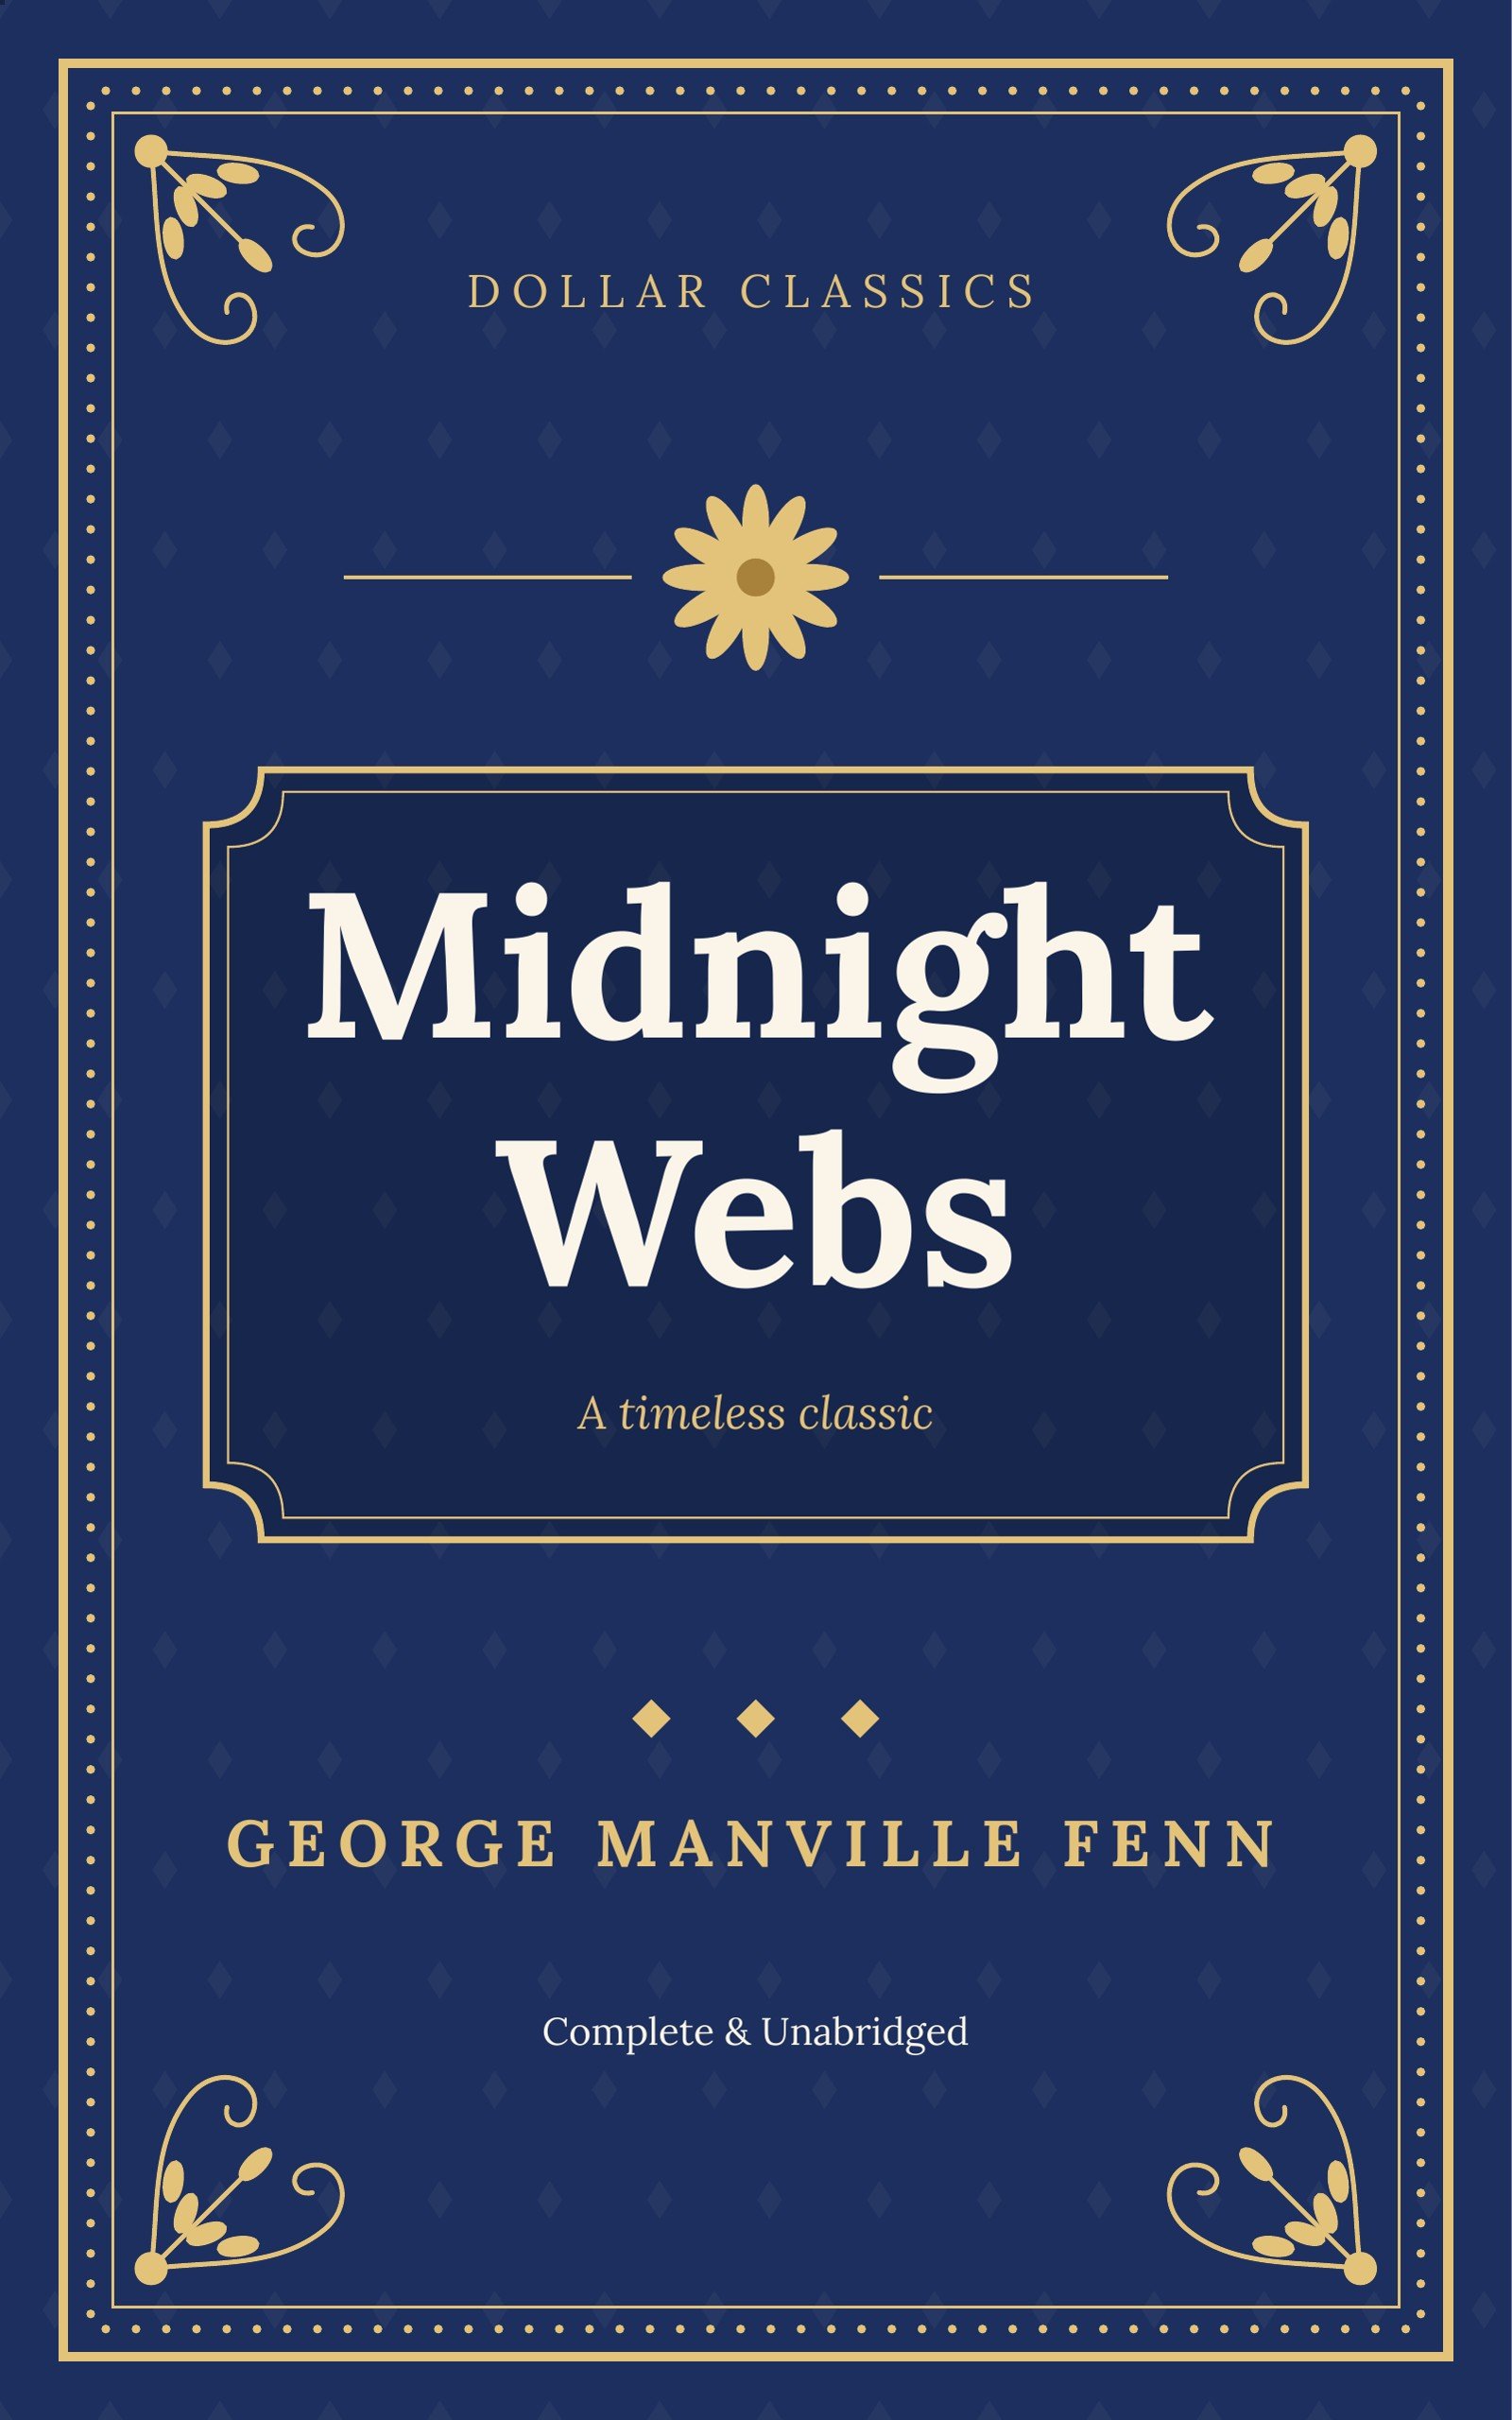 DOLLAR CLASSICS
Midnight
Webs
A timeless classic
GEORGE MANVILLE FENN
Complete & Unabridged